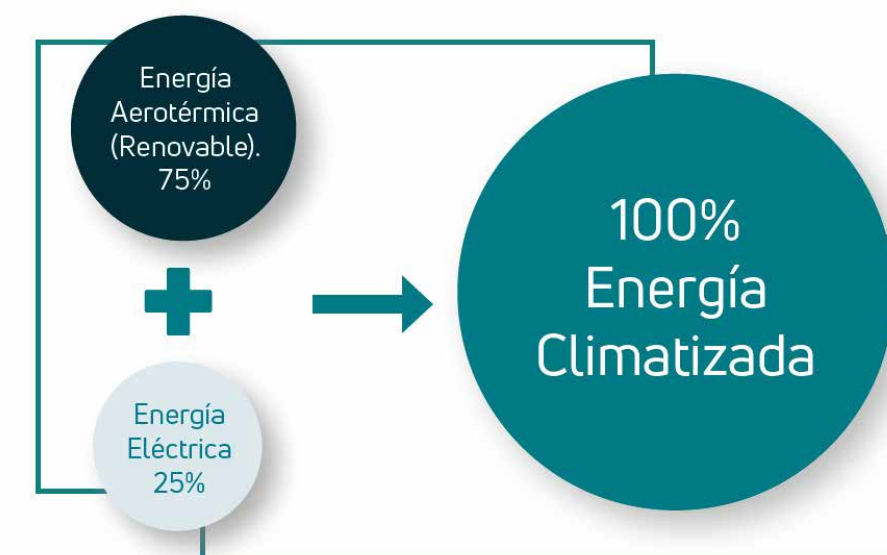 Energía
Aerotérmica
(Renovable).
75%
Energía
Eléctrica
25%
100%
Energía
Climatizada